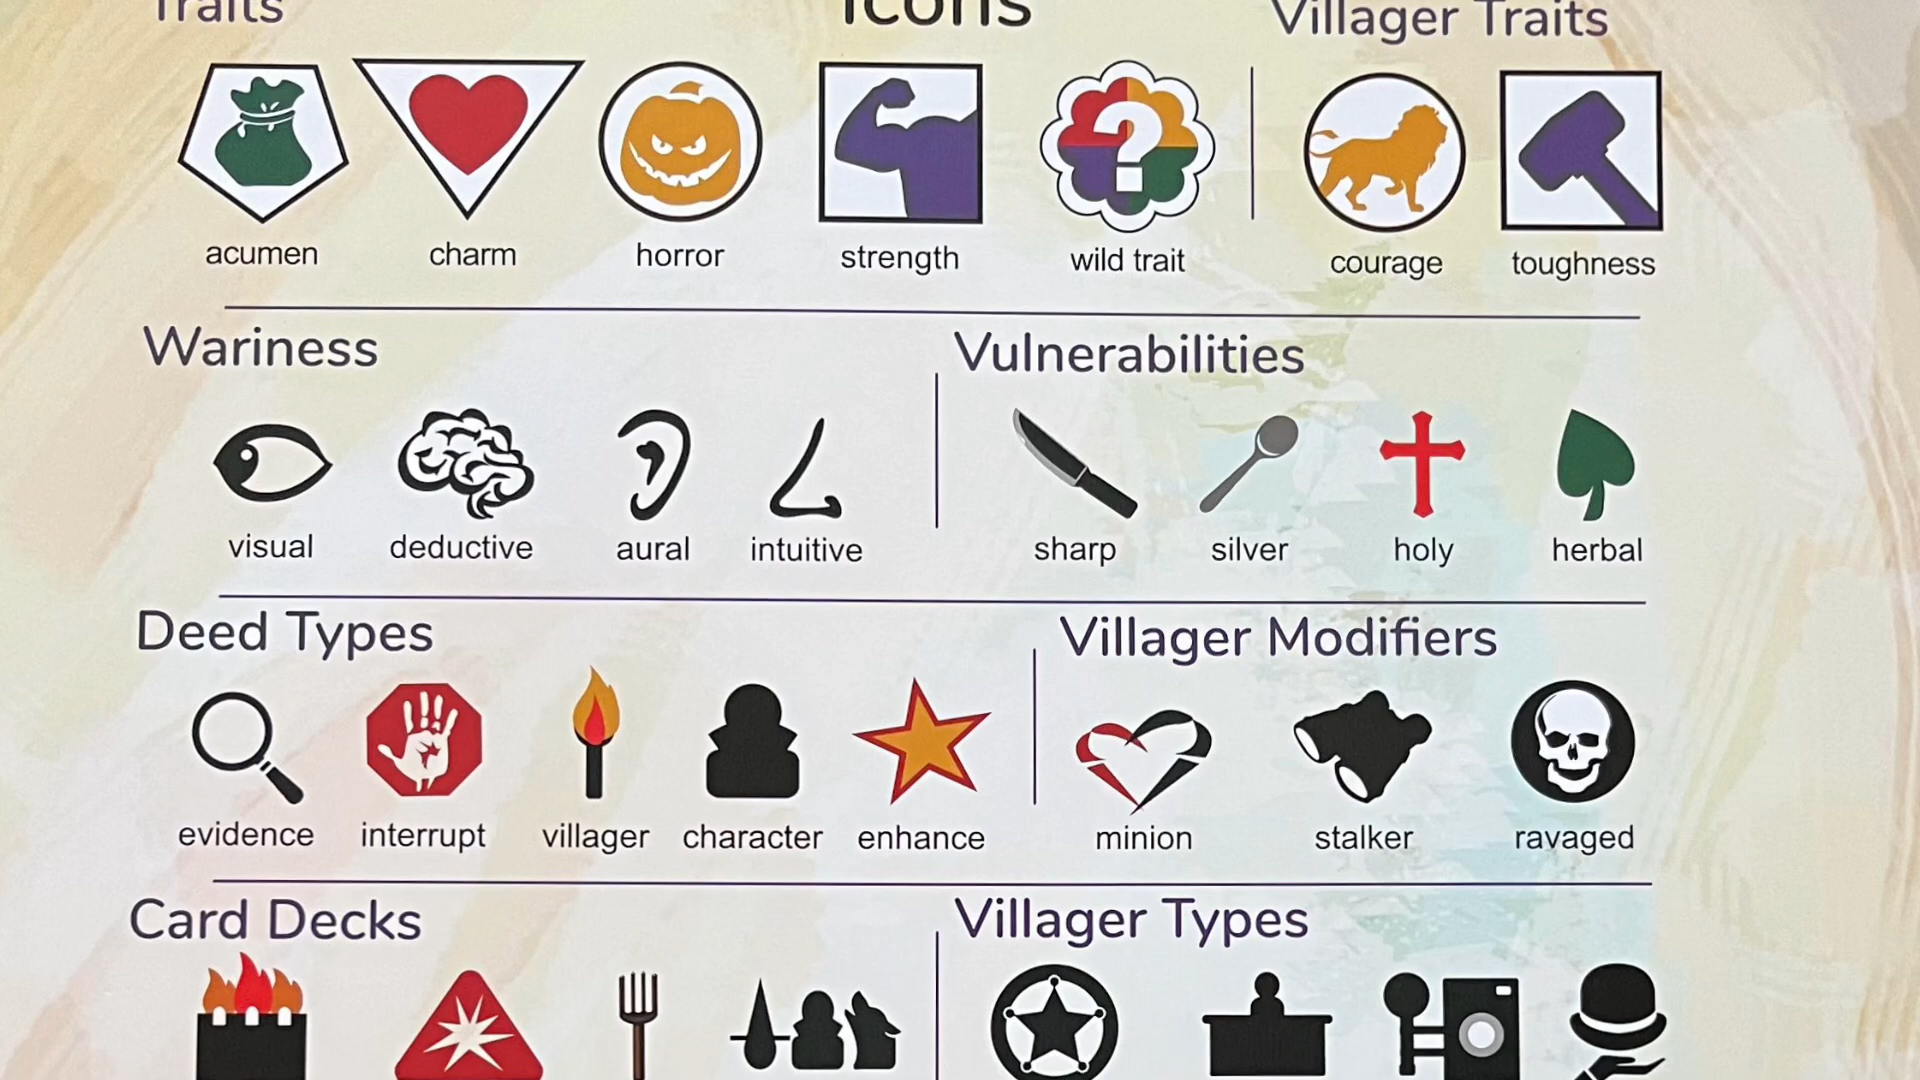 Traits
Icons
Villager Traits
acumen
charm
horror
strength
wild trait
courage
toughness
Wariness
Vulnerabilities
visual
deductive
aural
intuitive
sharp
silver
holy
herbal
Deed Types
Villager Modifiers
evidence
interrupt
villager
character
enhance
minion
stalker
ravaged
Card Decks
Villager Types